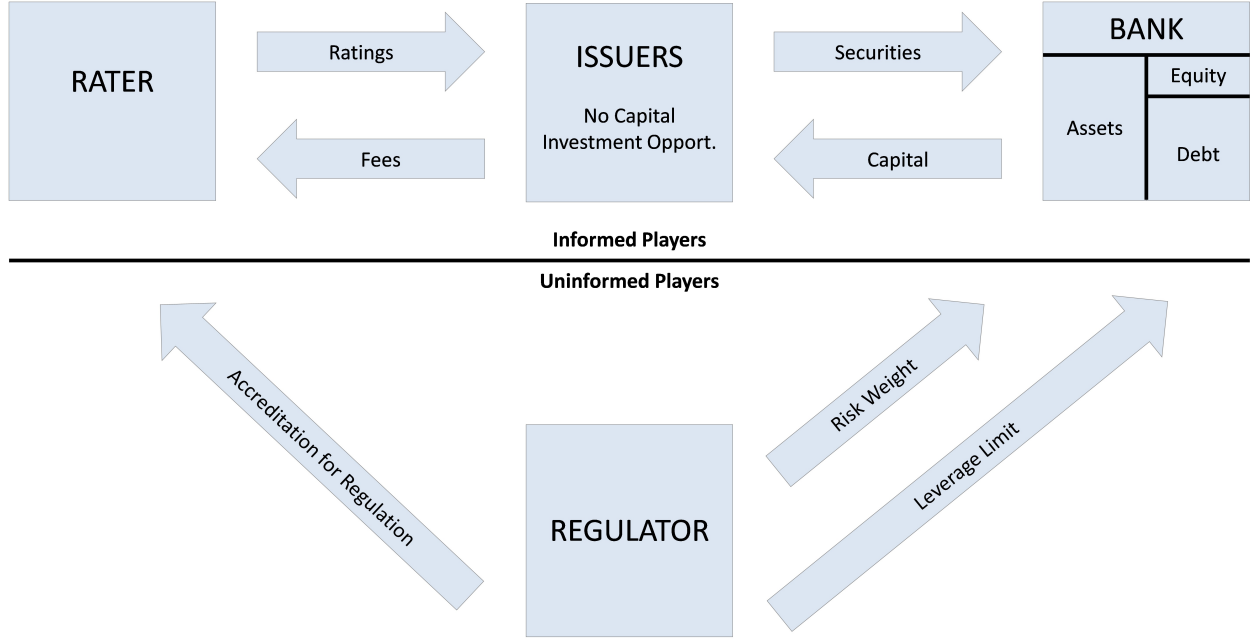 RATER
Ratings
Fees
ISSUERS
No Capital
Investment Opport.
Securities
Capital
BANK
Assets
Equity
Debt
Informed Players
Uninformed Players
Accreditation for Regulation
REGULATOR
Risk Weight
Leverage Limit